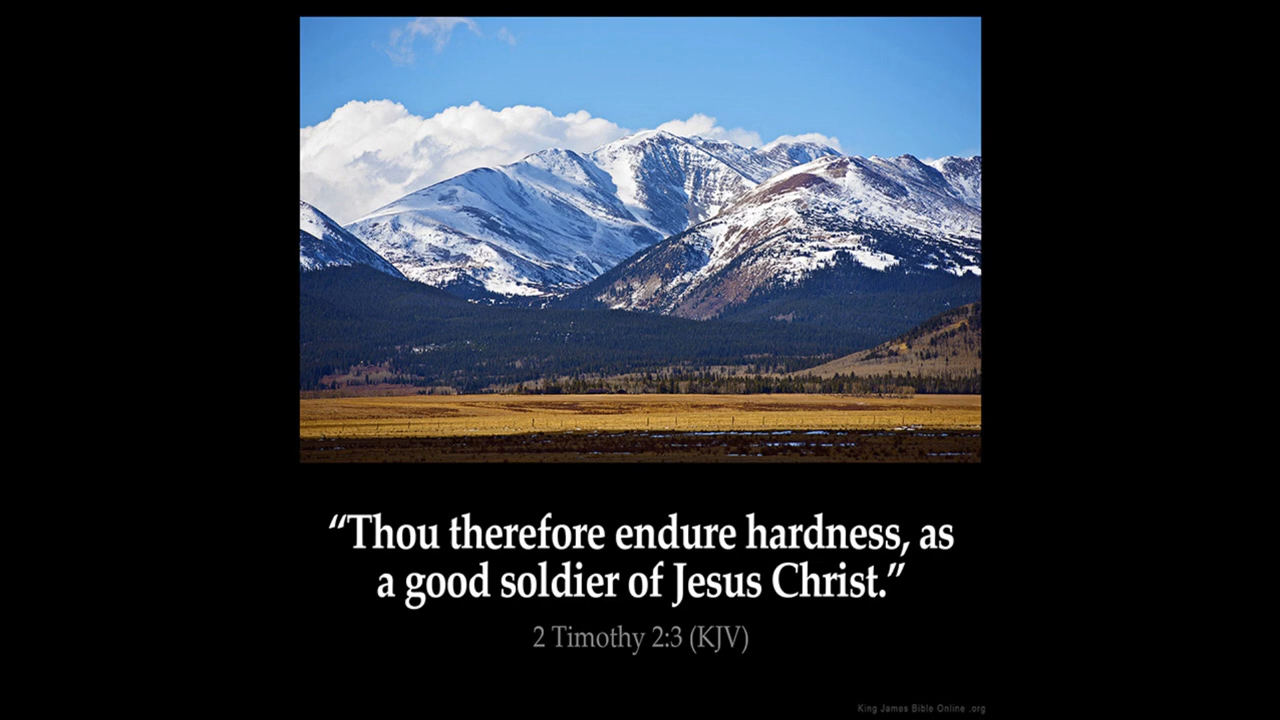 “Thou therefore endure hardness, as
a good soldier of Jesus Christ.”
2 Timothy 2:3 (KJV)
King James Bible Online .org